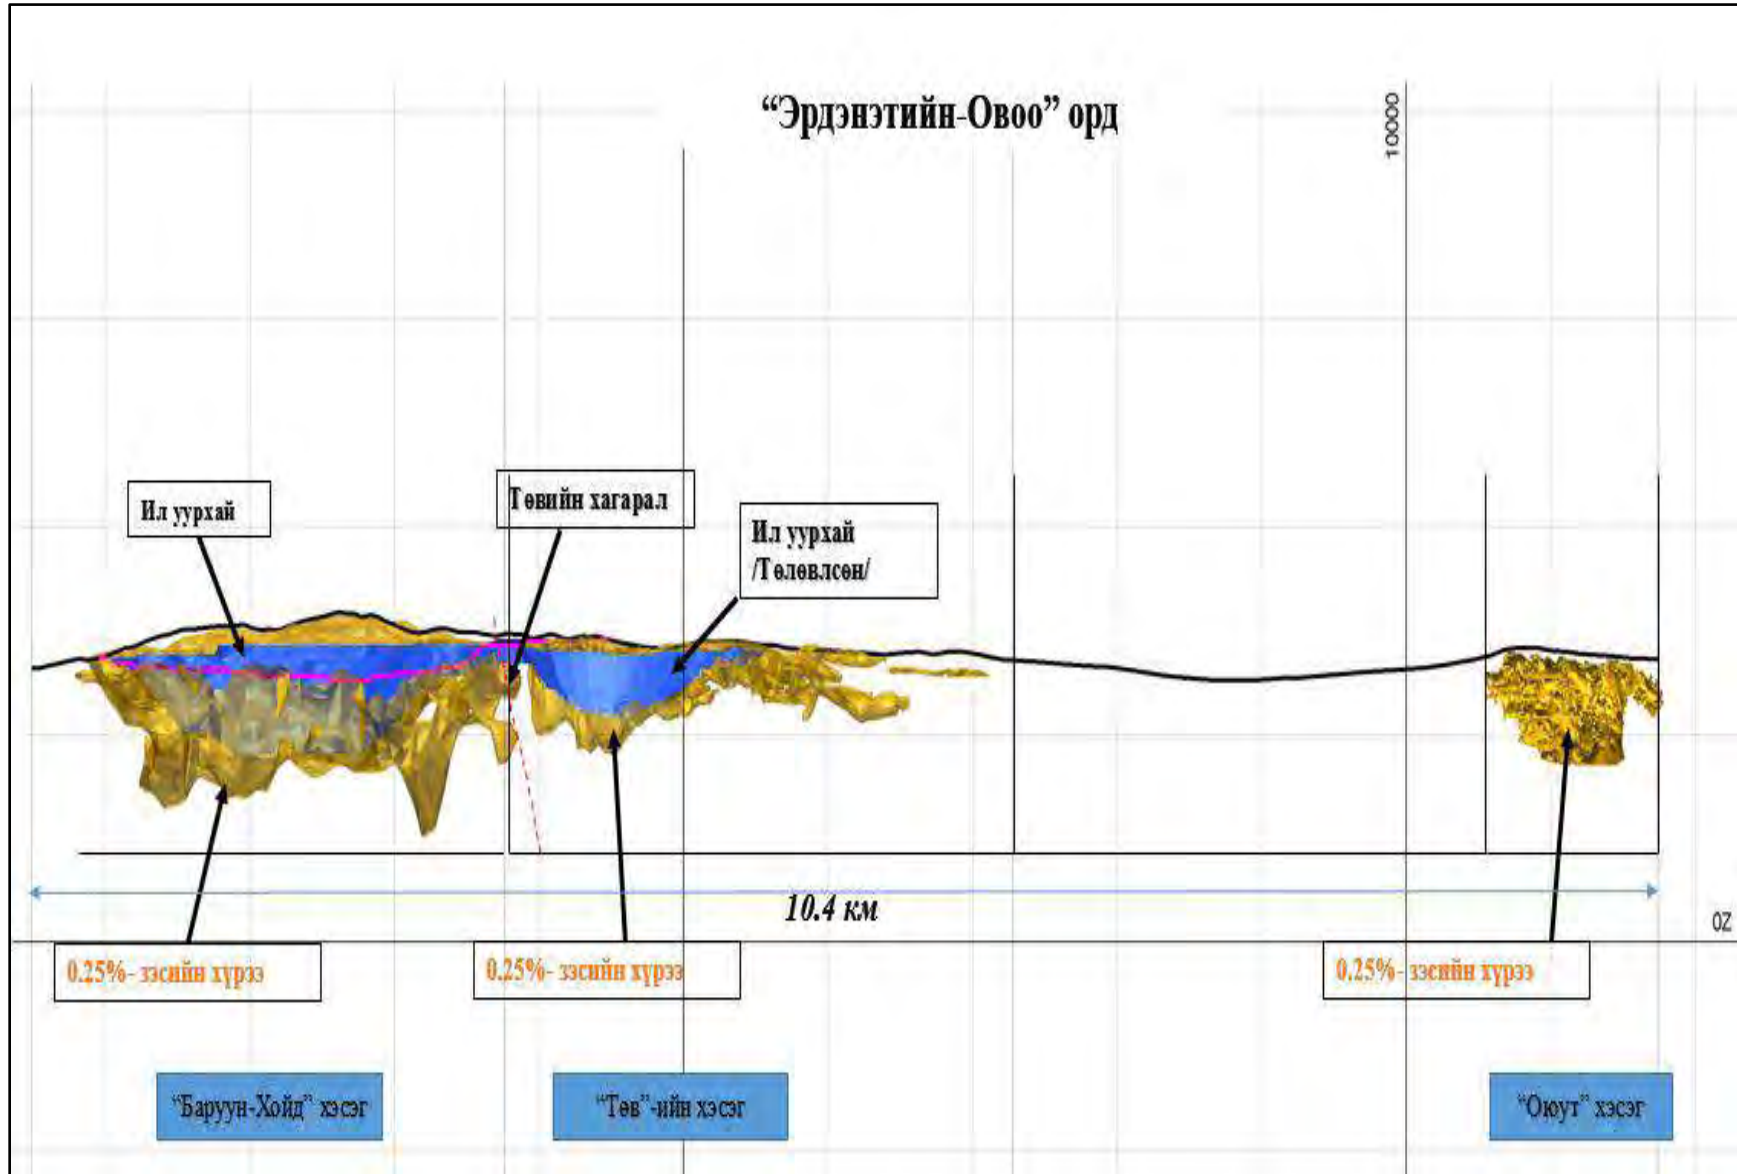 “Эрдэнэтийн-Овоо” орд
10000
Ил уурхай
Төвийн хагарал
Ил уурхай
/Төлөвлсөн/
10.4 км
0Z
0.25%- зэсийн хүрээ
0.25%- зэсийн хүрээ
0.25%- зэсийн хүрээ
“Баруун-Хойд” хэсэг
“Төв”-ийн хэсэг
“Оюут” хэсэг